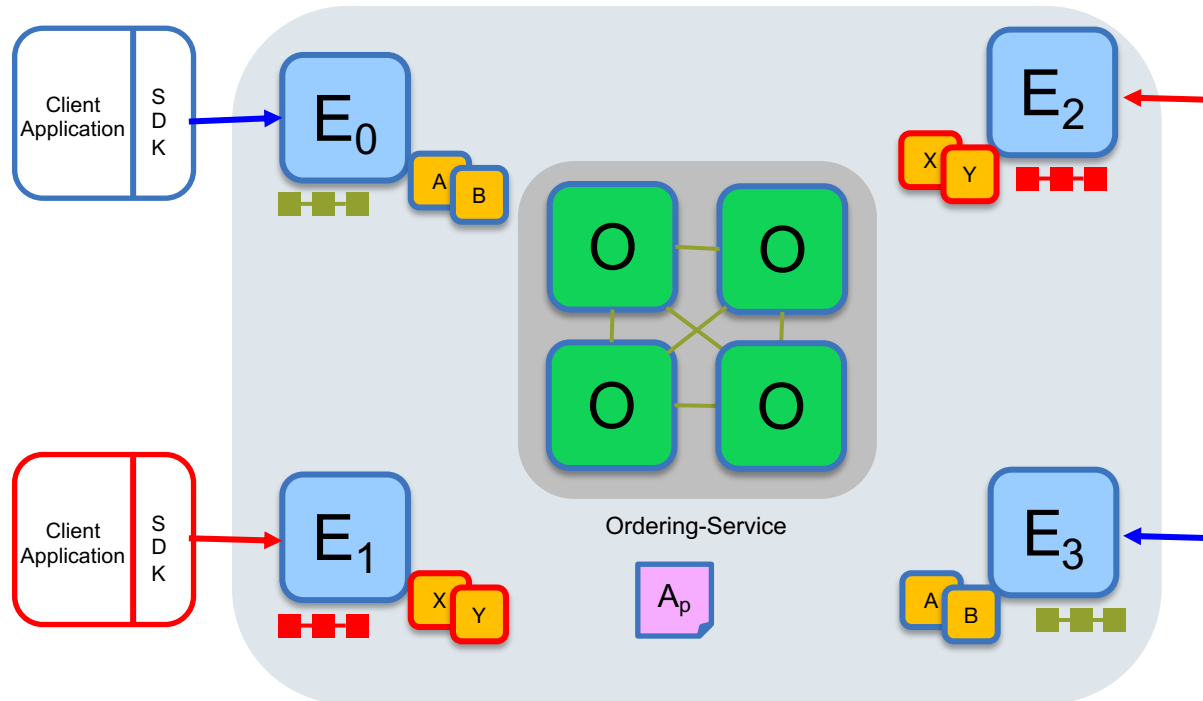 Client
Application
S
D
K
E0
A
B
E2
X
Y
O
O
O
O
Ordering-Service
Client
Application
S
D
K
E1
X
Y
Ap
E3
A
B